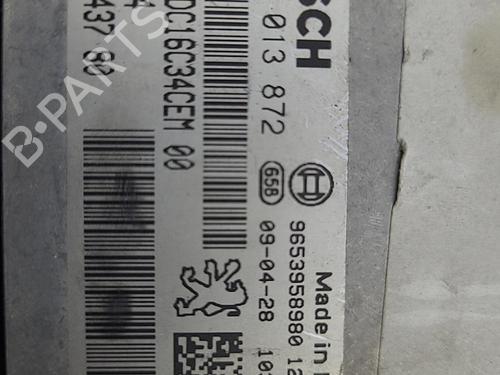 SCH
013 872
DC16C34CEM 00
437 80
658
9653958980 12
09-04-28
Made in
B-PARTS